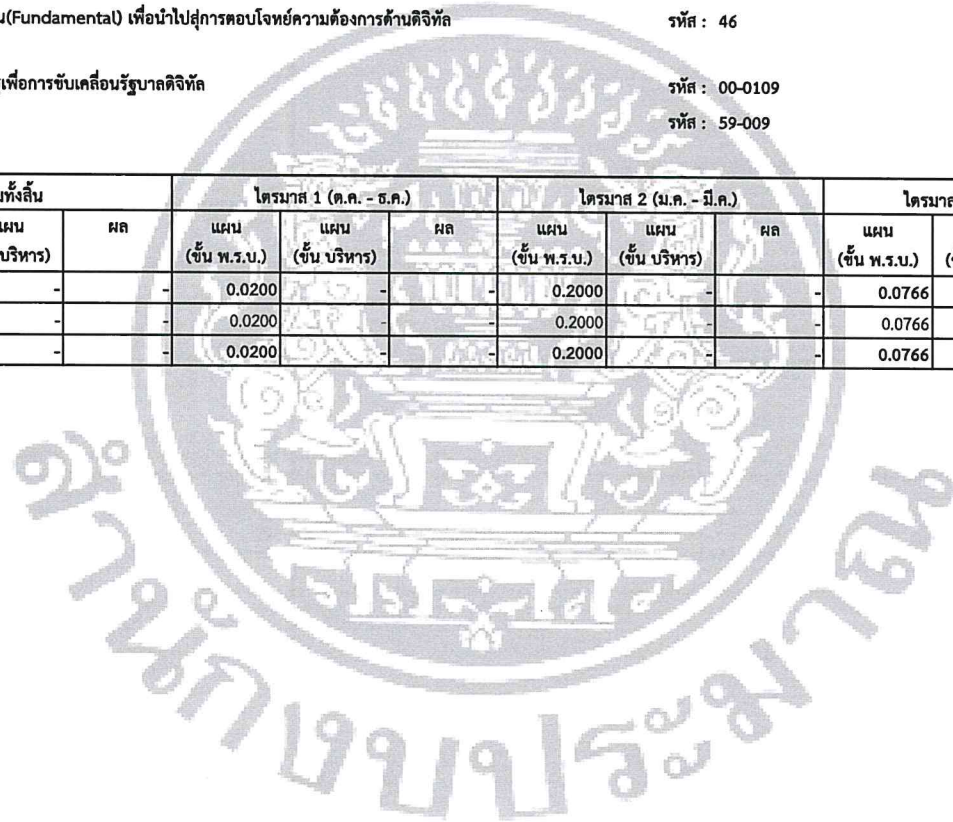 น(Fundamental) เพื่อนำไปสู่การตอบโจทย์ความต้องการด้านดิจิทัล รหัส : 46
เพื่อการขับเคลื่อนรัฐบาลดิจิทัล รหัส : 00-0109
รหัส : 59-009
ทั้งสิ้น ไตรมาส 1 (ต.ค. - ธ.ค.) ไตรมาส 2 (ม.ค. - มี.ค.) ไตรมาส
แผน ผล แผน แผน ผล แผน แผน ผล แผน
บริหาร) (ขั้น พ.ร.บ.) (ขั้น บริหาร) (ขั้น พ.ร.บ.) (ขั้น บริหาร) (ขั้น พ.ร.บ.) (
- - 0.0200 - - 0.2000 - - 0.0766
- - 0.0200 - - 0.2000 - - 0.0766
- - 0.0200 - - 0.2000 - - 0.0766
สำนักงบประมาณ